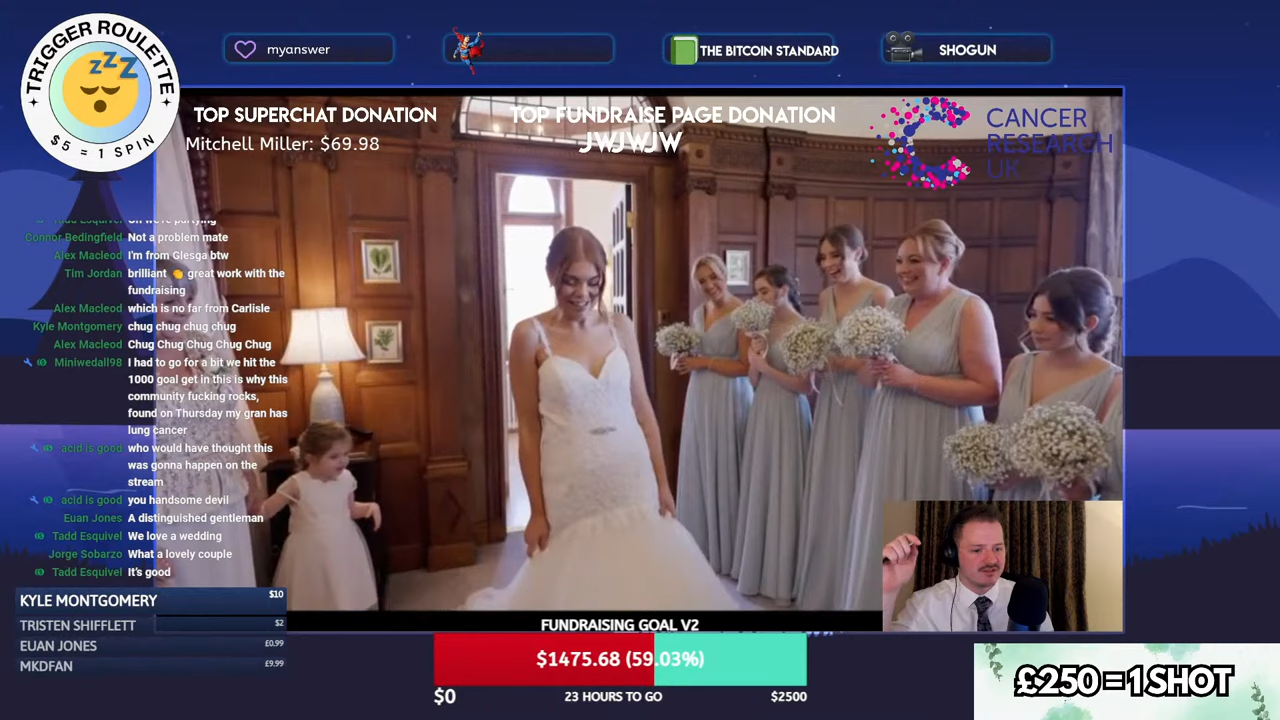 TRIGGER ROULETTE
$5 = 1 SPIN
zzz
myanswer
THE BITCOIN STANDARD
SHOGUN
TOP SUPERCHAT DONATION
Mitchell Miller: $69.98
TOP FUNDRAISE PAGE DONATION
JWJWJW
CANCER
RESEARCH
UK
Tadd Esquivel Oh we're partying
Connor Bedingfield Not a problem mate
Alex Macleod I'm from Glesga btw
Tim Jordan brilliant 👏 great work with the
fundraising
Alex Macleod which is no far from Carlisle
Kyle Montgomery chug chug chug chug
Alex Macleod Chug Chug Chug Chug Chug
Miniwedall98 I had to go for a bit we hit the
1000 goal get in this is why this
community fucking rocks,
found on Thursday my gran has
lung cancer
acid is good who would have thought this
was gonna happen on the
stream
acid is good you handsome devil
Euan Jones A distinguished gentleman
Tadd Esquivel We love a wedding
Jorge Sobarzo What a lovely couple
Tadd Esquivel It's good
KYLE MONTGOMERY $10
TRISTEN SHIFFLETT $2
EUAN JONES £0.99
MKDFAN £9.99
FUNDRAISING GOAL V2
$1475.68 (59.03%)
$0 23 HOURS TO GO $2500
£250 = 1 SHOT